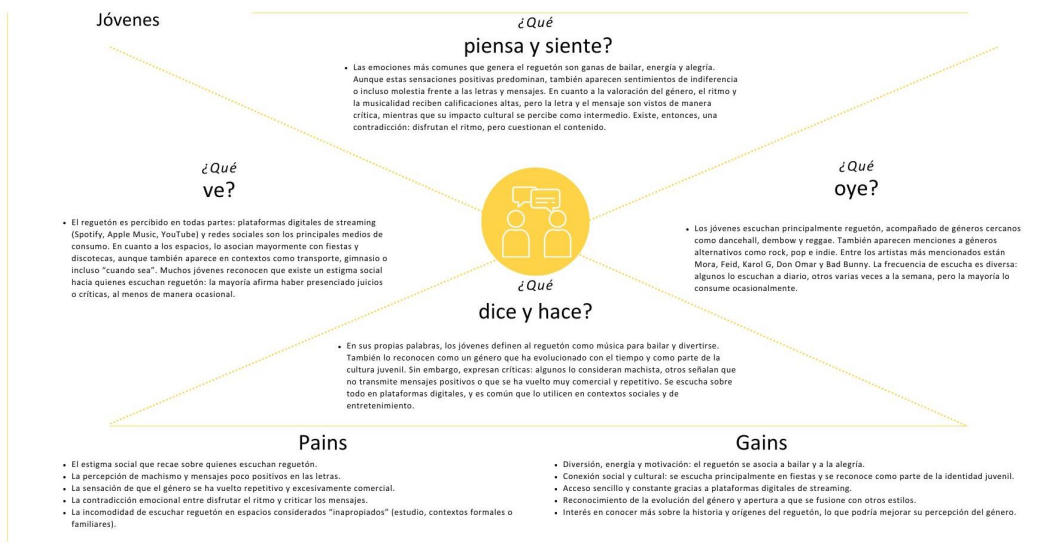 Jóvenes
¿Qué
piensa y siente?
• Las emociones más comunes que genera el reguetón son ganas de bailar, energía y alegría.
Aunque estas sensaciones positivas predominan, también aparecen sentimientos de indiferencia
o incluso molestia frente a las letras y mensajes. En cuanto a la valoración del género, el ritmo y
la musicalidad reciben calificaciones altas, pero la letra y el mensaje son vistos de manera
crítica, mientras que su impacto cultural se percibe como intermedio. Existe, entonces, una
contradicción: disfrutan el ritmo, pero cuestionan el contenido.
¿Qué
ve?
• El reguetón es percibido en todas partes: plataformas digitales de streaming
(Spotify, Apple Music, YouTube) y redes sociales son los principales medios de
consumo. En cuanto a los espacios, lo asocian mayormente con fiestas y
discotecas, aunque también aparece en contextos como transporte, gimnasio o
incluso “cuando sea”. Muchos jóvenes reconocen que existe un estigma social
hacia quienes escuchan reguetón: la mayoría afirma haber presenciado juicios
o críticas, al menos de manera ocasional.
¿Qué
oye?
• Los jóvenes escuchan principalmente reguetón, acompañado de géneros cercanos
como dancehall, dembow y reggae. También aparecen menciones a géneros
alternativos como rock, pop e indie. Entre los artistas más mencionados están
Mora, Feid, Karol G, Don Omar y Bad Bunny. La frecuencia de escucha es diversa:
algunos lo escuchan a diario, otros varias veces a la semana, pero la mayoría lo
consume ocasionalmente.
¿Qué
dice y hace?
• En sus propias palabras, los jóvenes definen al reguetón como música para bailar y divertirse.
También lo reconocen como un género que ha evolucionado con el tiempo y como parte de la
cultura juvenil. Sin embargo, expresan críticas: algunos lo consideran machista, otros señalan que
no transmite mensajes positivos o que se ha vuelto muy comercial y repetitivo. Se escucha sobre
todo en plataformas digitales, y es común que lo utilicen en contextos sociales y de
entretenimiento.
Pains
• El estigma social que recae sobre quienes escuchan reguetón.
• La percepción de machismo y mensajes poco positivos en las letras.
• La sensación de que el género se ha vuelto repetitivo y excesivamente comercial.
• La contradicción emocional entre disfrutar el ritmo y criticar los mensajes.
• La incomodidad de escuchar reguetón en espacios considerados “inapropiados” (estudio, contextos formales o
familiares).
Gains
• Diversión, energía y motivación: el reguetón se asocia a bailar y a la alegría.
• Conexión social y cultural: se escucha principalmente en fiestas y se reconoce como parte de la identidad juvenil.
• Acceso sencillo y constante gracias a plataformas digitales de streaming.
• Reconocimiento de la evolución del género y apertura a que se fusione con otros estilos.
• Interés en conocer más sobre la historia y orígenes del reguetón, lo que podría mejorar su percepción del género.